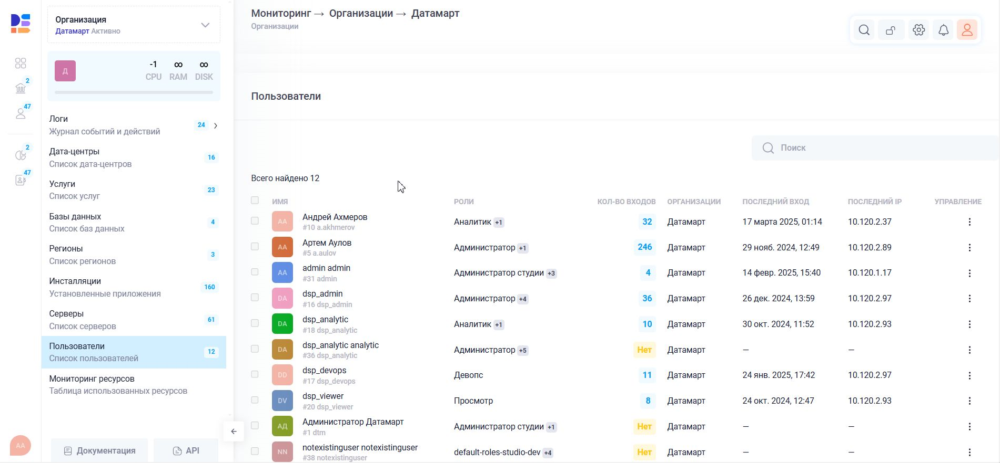 Организация
Датамарт Активно
Д
-1 ∞ ∞
CPU RAM DISK
2
47
2
47
Логи
Журнал событий и действий
24
Дата-центры
Список дата-центров
16
Услуги
Список услуг
23
Базы данных
Список баз данных
4
Регионы
Список регионов
3
Инсталляции
Установленные приложения
160
Серверы
Список серверов
61
Пользователи
Список пользователей
12
Мониторинг ресурсов
Таблица использованных ресурсов
Документация
API
AA
Мониторинг → Организации → Датамарт
Организации
Пользователи
Поиск
Всего найдено 12
ИМЯ РОЛИ КОЛ-ВО ВХОДОВ ОРГАНИЗАЦИИ ПОСЛЕДНИЙ ВХОД ПОСЛЕДНИЙ IP УПРАВЛЕНИЕ
AA Андрей Ахмеров Аналитик +1 32 Датамарт 17 марта 2025, 01:14 10.120.2.37
#10 a.akhmerov
AA Артем Аулов Администратор +1 246 Датамарт 29 нояб. 2024, 12:49 10.120.2.89
#5 a.aulov
AA admin admin Администратор студии +3 4 Датамарт 14 февр. 2025, 15:40 10.120.1.17
#31 admin
DA dsp_admin Администратор +4 36 Датамарт 26 дек. 2024, 13:59 10.120.2.97
#16 dsp_admin
DA dsp_analytic Аналитик +1 10 Датамарт 30 окт. 2024, 11:52 10.120.2.93
#18 dsp_analytic
DA dsp_analytic analytic Администратор +5 Нет Датамарт — —
#36 dsp_analytic
DD dsp_devops Девопс 11 Датамарт 24 янв. 2025, 17:42 10.120.2.97
#17 dsp_devops
DV dsp_viewer Просмотр 8 Датамарт 24 окт. 2024, 12:47 10.120.2.93
#20 dsp_viewer
АД Администратор Датамарт Администратор студии +1 Нет Датамарт — —
#1 dtm
NN notexistinguser notexistinguser default-roles-studio-dev +4 Нет Датамарт — —
#38 notexistinguser